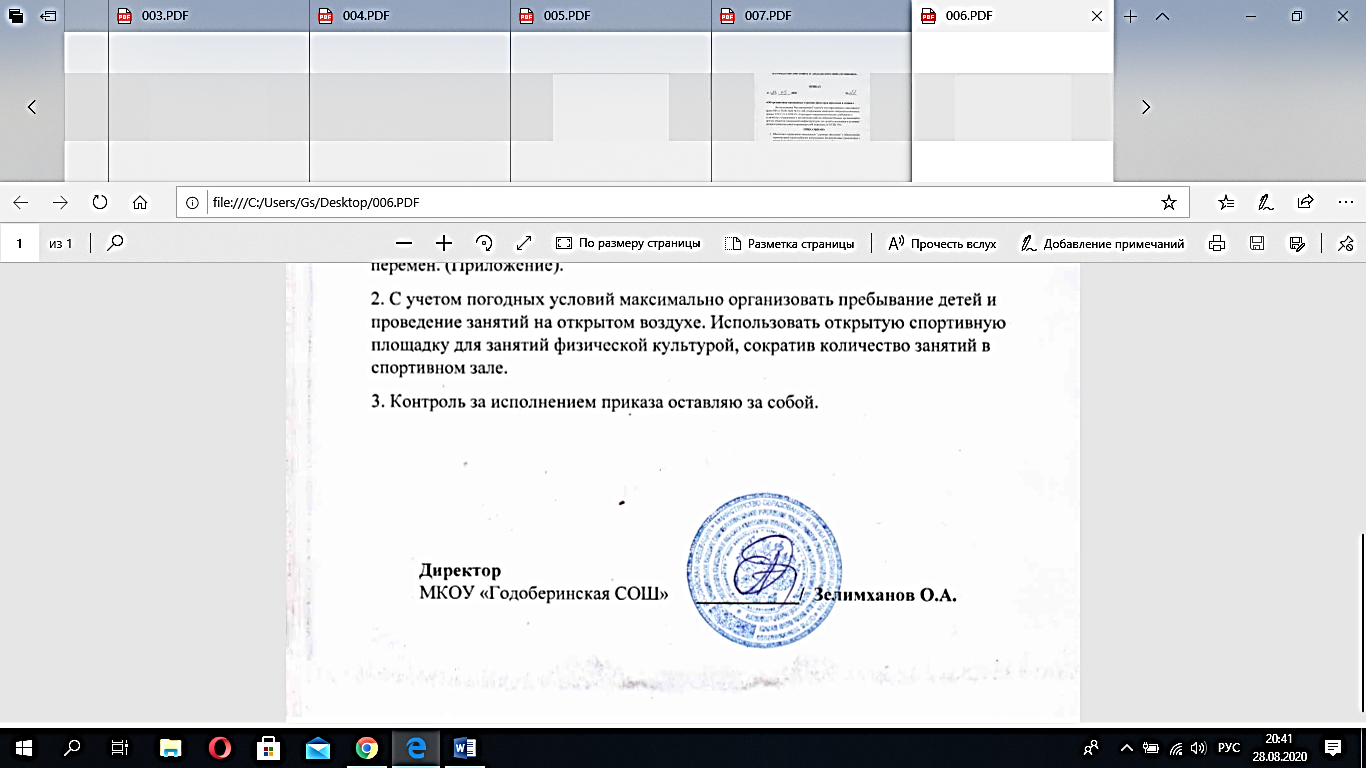 003.PDF
004.PDF
005.PDF
007.PDF
006.PDF
ПРИКАЗ
file:///C:/Users/Gs/Desktop/006.PDF
1 из 1
По размеру страницы
Разметка страницы
Прочесть вслух
Добавление примечаний
перемен. (Приложение).
2. С учетом погодных условий максимально организовать пребывание детей и
проведение занятий на открытом воздухе. Использовать открытую спортивную
площадку для занятий физической культурой, сократив количество занятий в
спортивном зале.
3. Контроль за исполнением приказа оставляю за собой.
Директор
МКОУ «Годоберинская СОШ» ___________/ Зелимханов О.А.
РУС
20:41
28.08.2020